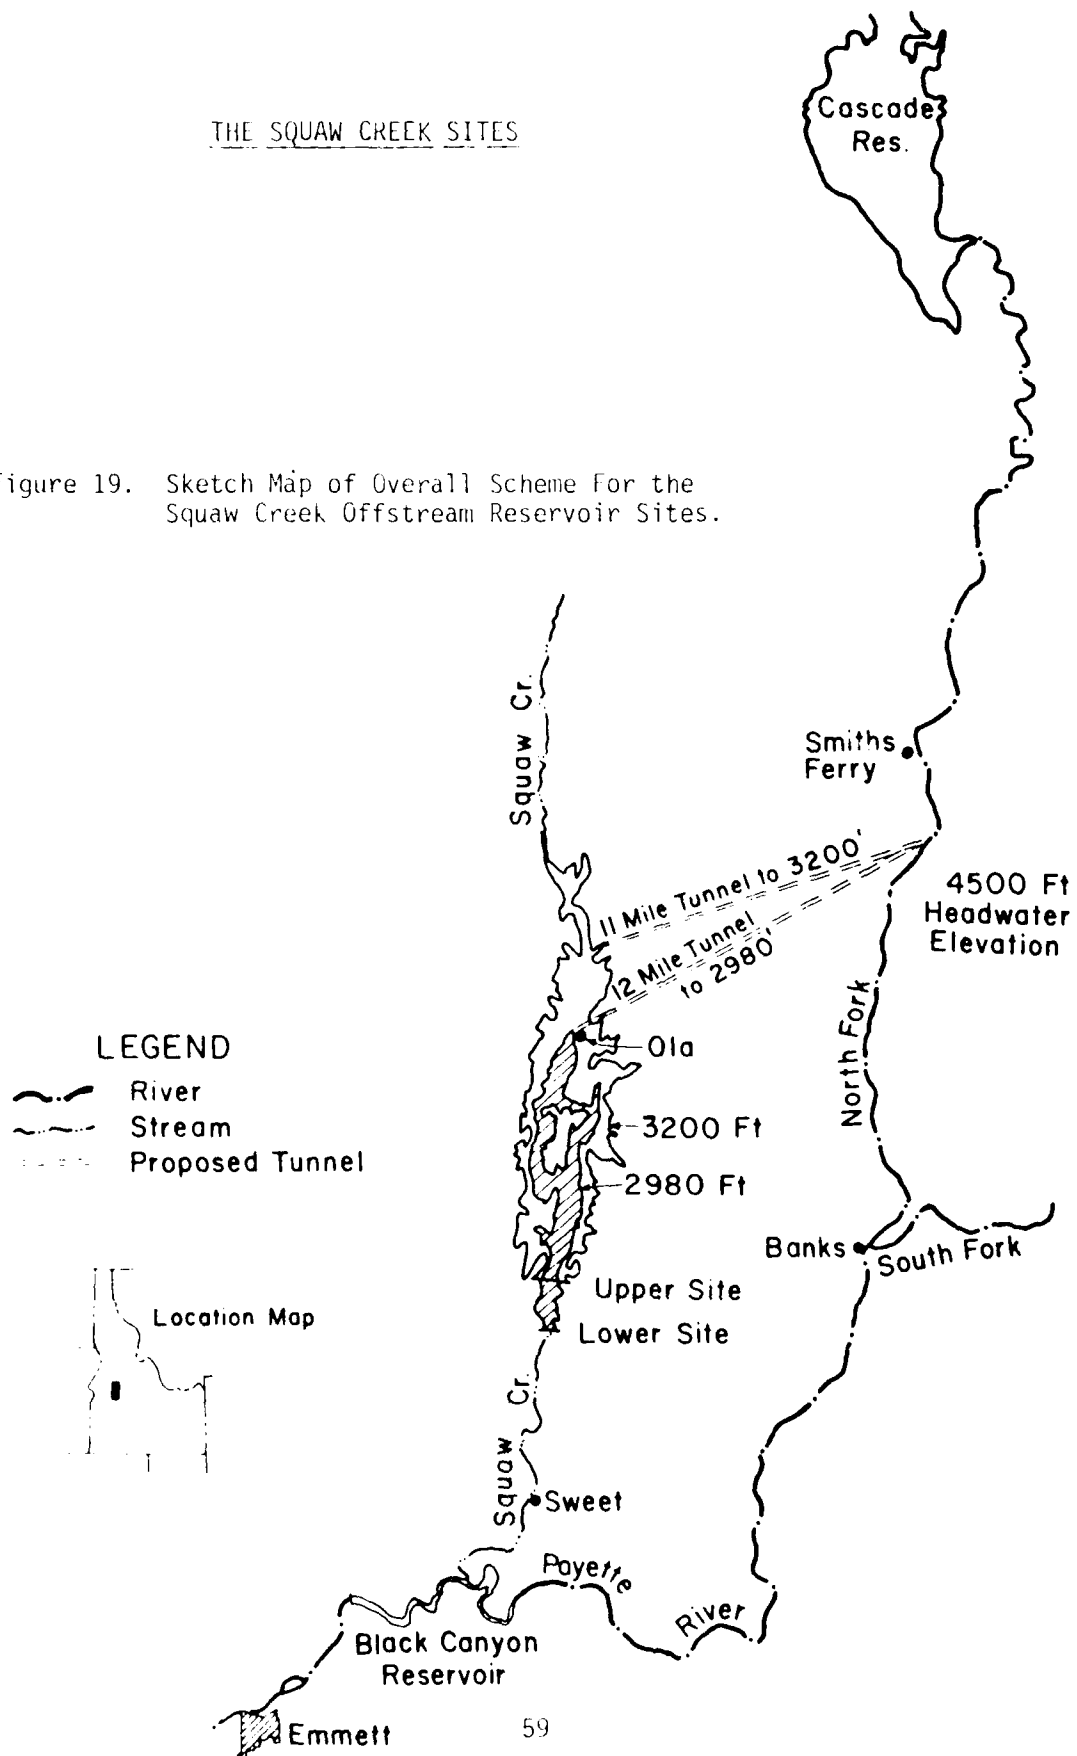 THE SQUAW CREEK SITES
Cascade
Res.
igure 19. Sketch Map of Overall Scheme For the
Squaw Creek Offstream Reservoir Sites.
Squaw Cr.
Smiths
Ferry
11 Mile Tunnel to 3200'
12 Mile Tunnel
to 2980'
4500 Ft
Headwater
Elevation
North Fork
Ola
3200 Ft
2980 Ft
LEGEND
River
Stream
Proposed Tunnel
Banks
South Fork
Upper Site
Lower Site
Location Map
Squaw Cr.
Sweet
Payette
River
Black Canyon
Reservoir
Emmett
59